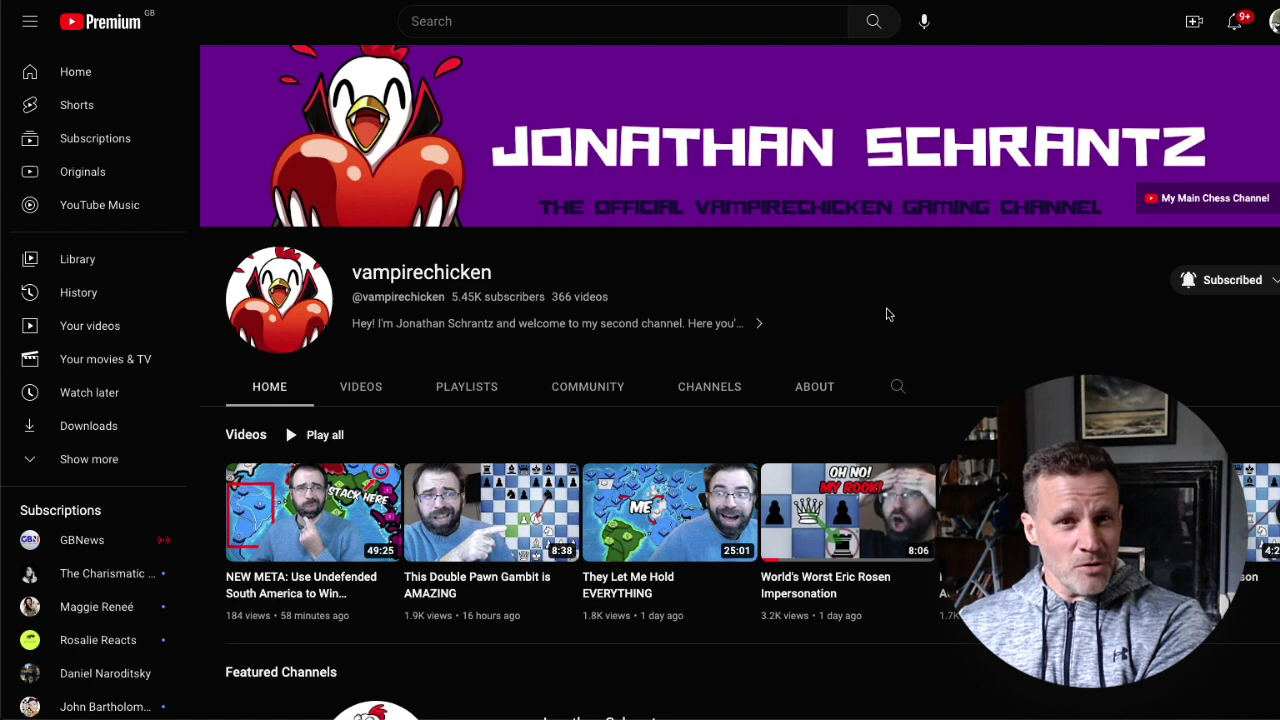 Premium GB
Search
9+
Home
Shorts
Subscriptions
Originals
YouTube Music
Library
History
Your videos
Your movies & TV
Watch later
Downloads
Show more
Subscriptions
GBN GBNews
The Charismatic ...
Maggie Reneé
Rosalie Reacts
Daniel Naroditsky
John Bartholom...
JONATHAN SCHRANTZ
THE OFFICIAL VAMPIRECHICKEN GAMING CHANNEL
My Main Chess Channel
vampirechicken
@vampirechicken 5.45K subscribers 366 videos
Hey! I'm Jonathan Schrantz and welcome to my second channel. Here you'...
Subscribed
HOME VIDEOS PLAYLISTS COMMUNITY CHANNELS ABOUT
Videos Play all
STACK HERE
49:25
NEW META: Use Undefended
South America to Win...
184 views • 58 minutes ago
8:38
This Double Pawn Gambit is
AMAZING
1.9K views • 16 hours ago
ME
25:01
They Let Me Hold
EVERYTHING
1.8K views • 1 day ago
OH NO!
MY ROOK!
8:06
World's Worst Eric Rosen
Impersonation
3.2K views • 1 day ago
4:2
Featured Channels